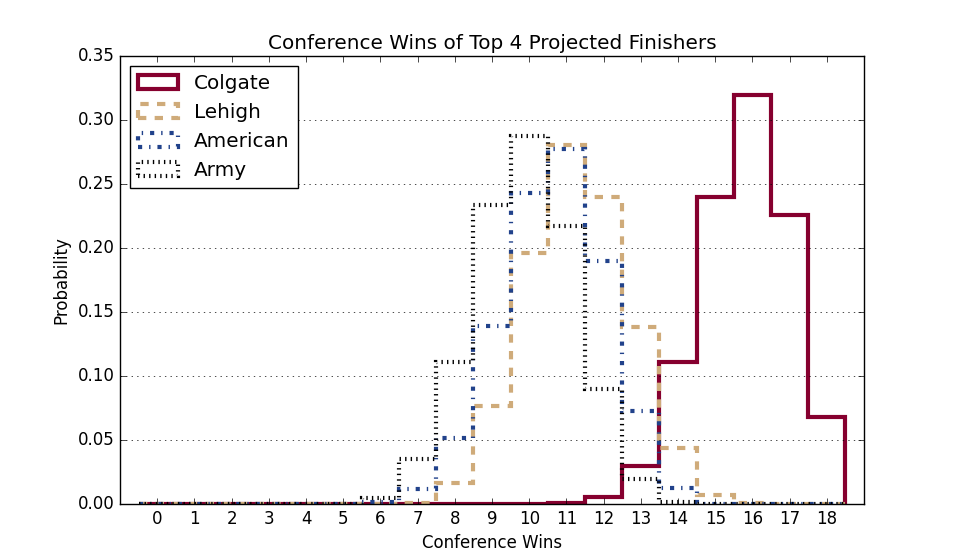 Conference Wins of Top 4 Projected Finishers
0.35
0.30
0.25
0.20
0.15
0.10
0.05
0.00
Probability
Colgate
Lehigh
American
Army
0 1 2 3 4 5 6 7 8 9 10 11 12 13 14 15 16 17 18
Conference Wins